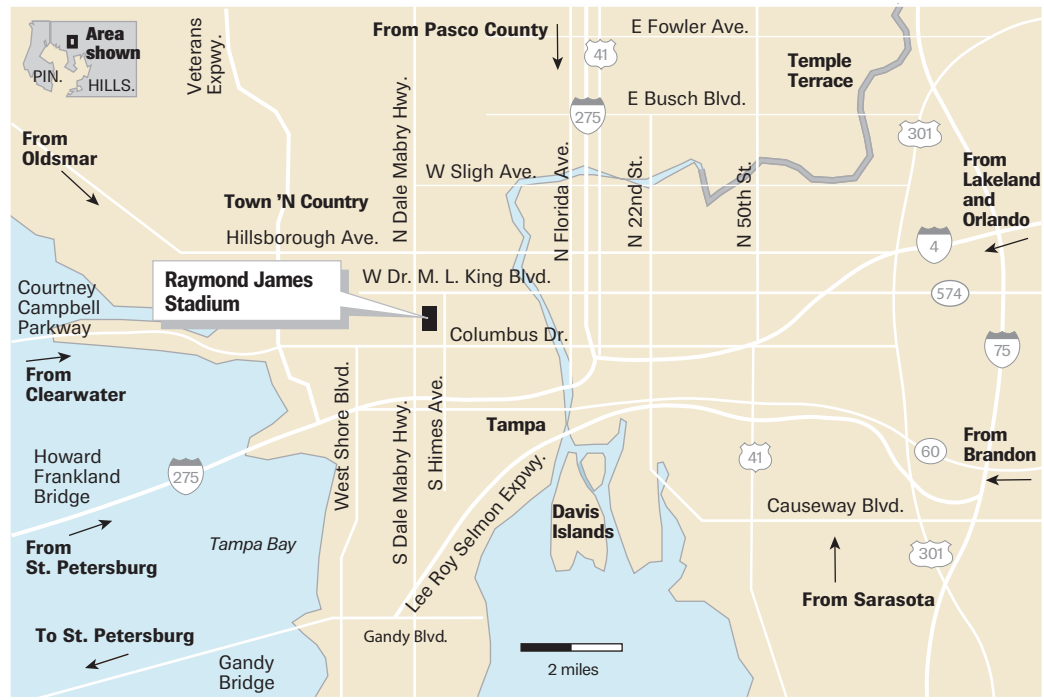 Area
shown
PIN.
HILLS.
Veterans
Expwy.
From Pasco County
41
E Fowler Ave.
Temple
Terrace
N Dale Mabry Hwy.
E Busch Blvd.
275
301
From
Oldsmar
W Sligh Ave.
N Florida Ave.
N 22nd St.
N 50th St.
From
Lakeland
and
Orlando
Town 'N Country
Hillsborough Ave.
4
Raymond James
Stadium
W Dr. M. L. King Blvd.
574
Courtney
Campbell
Parkway
Columbus Dr.
75
From
Clearwater
West Shore Blvd.
S Dale Mabry Hwy.
S Himes Ave.
Tampa
From
Brandon
60
41
Howard
Frankland
Bridge
275
Lee Roy Selmon Expwy.
Davis
Islands
Causeway Blvd.
From
St. Petersburg
Tampa Bay
301
From Sarasota
To St. Petersburg
Gandy Blvd.
Gandy
Bridge
2 miles